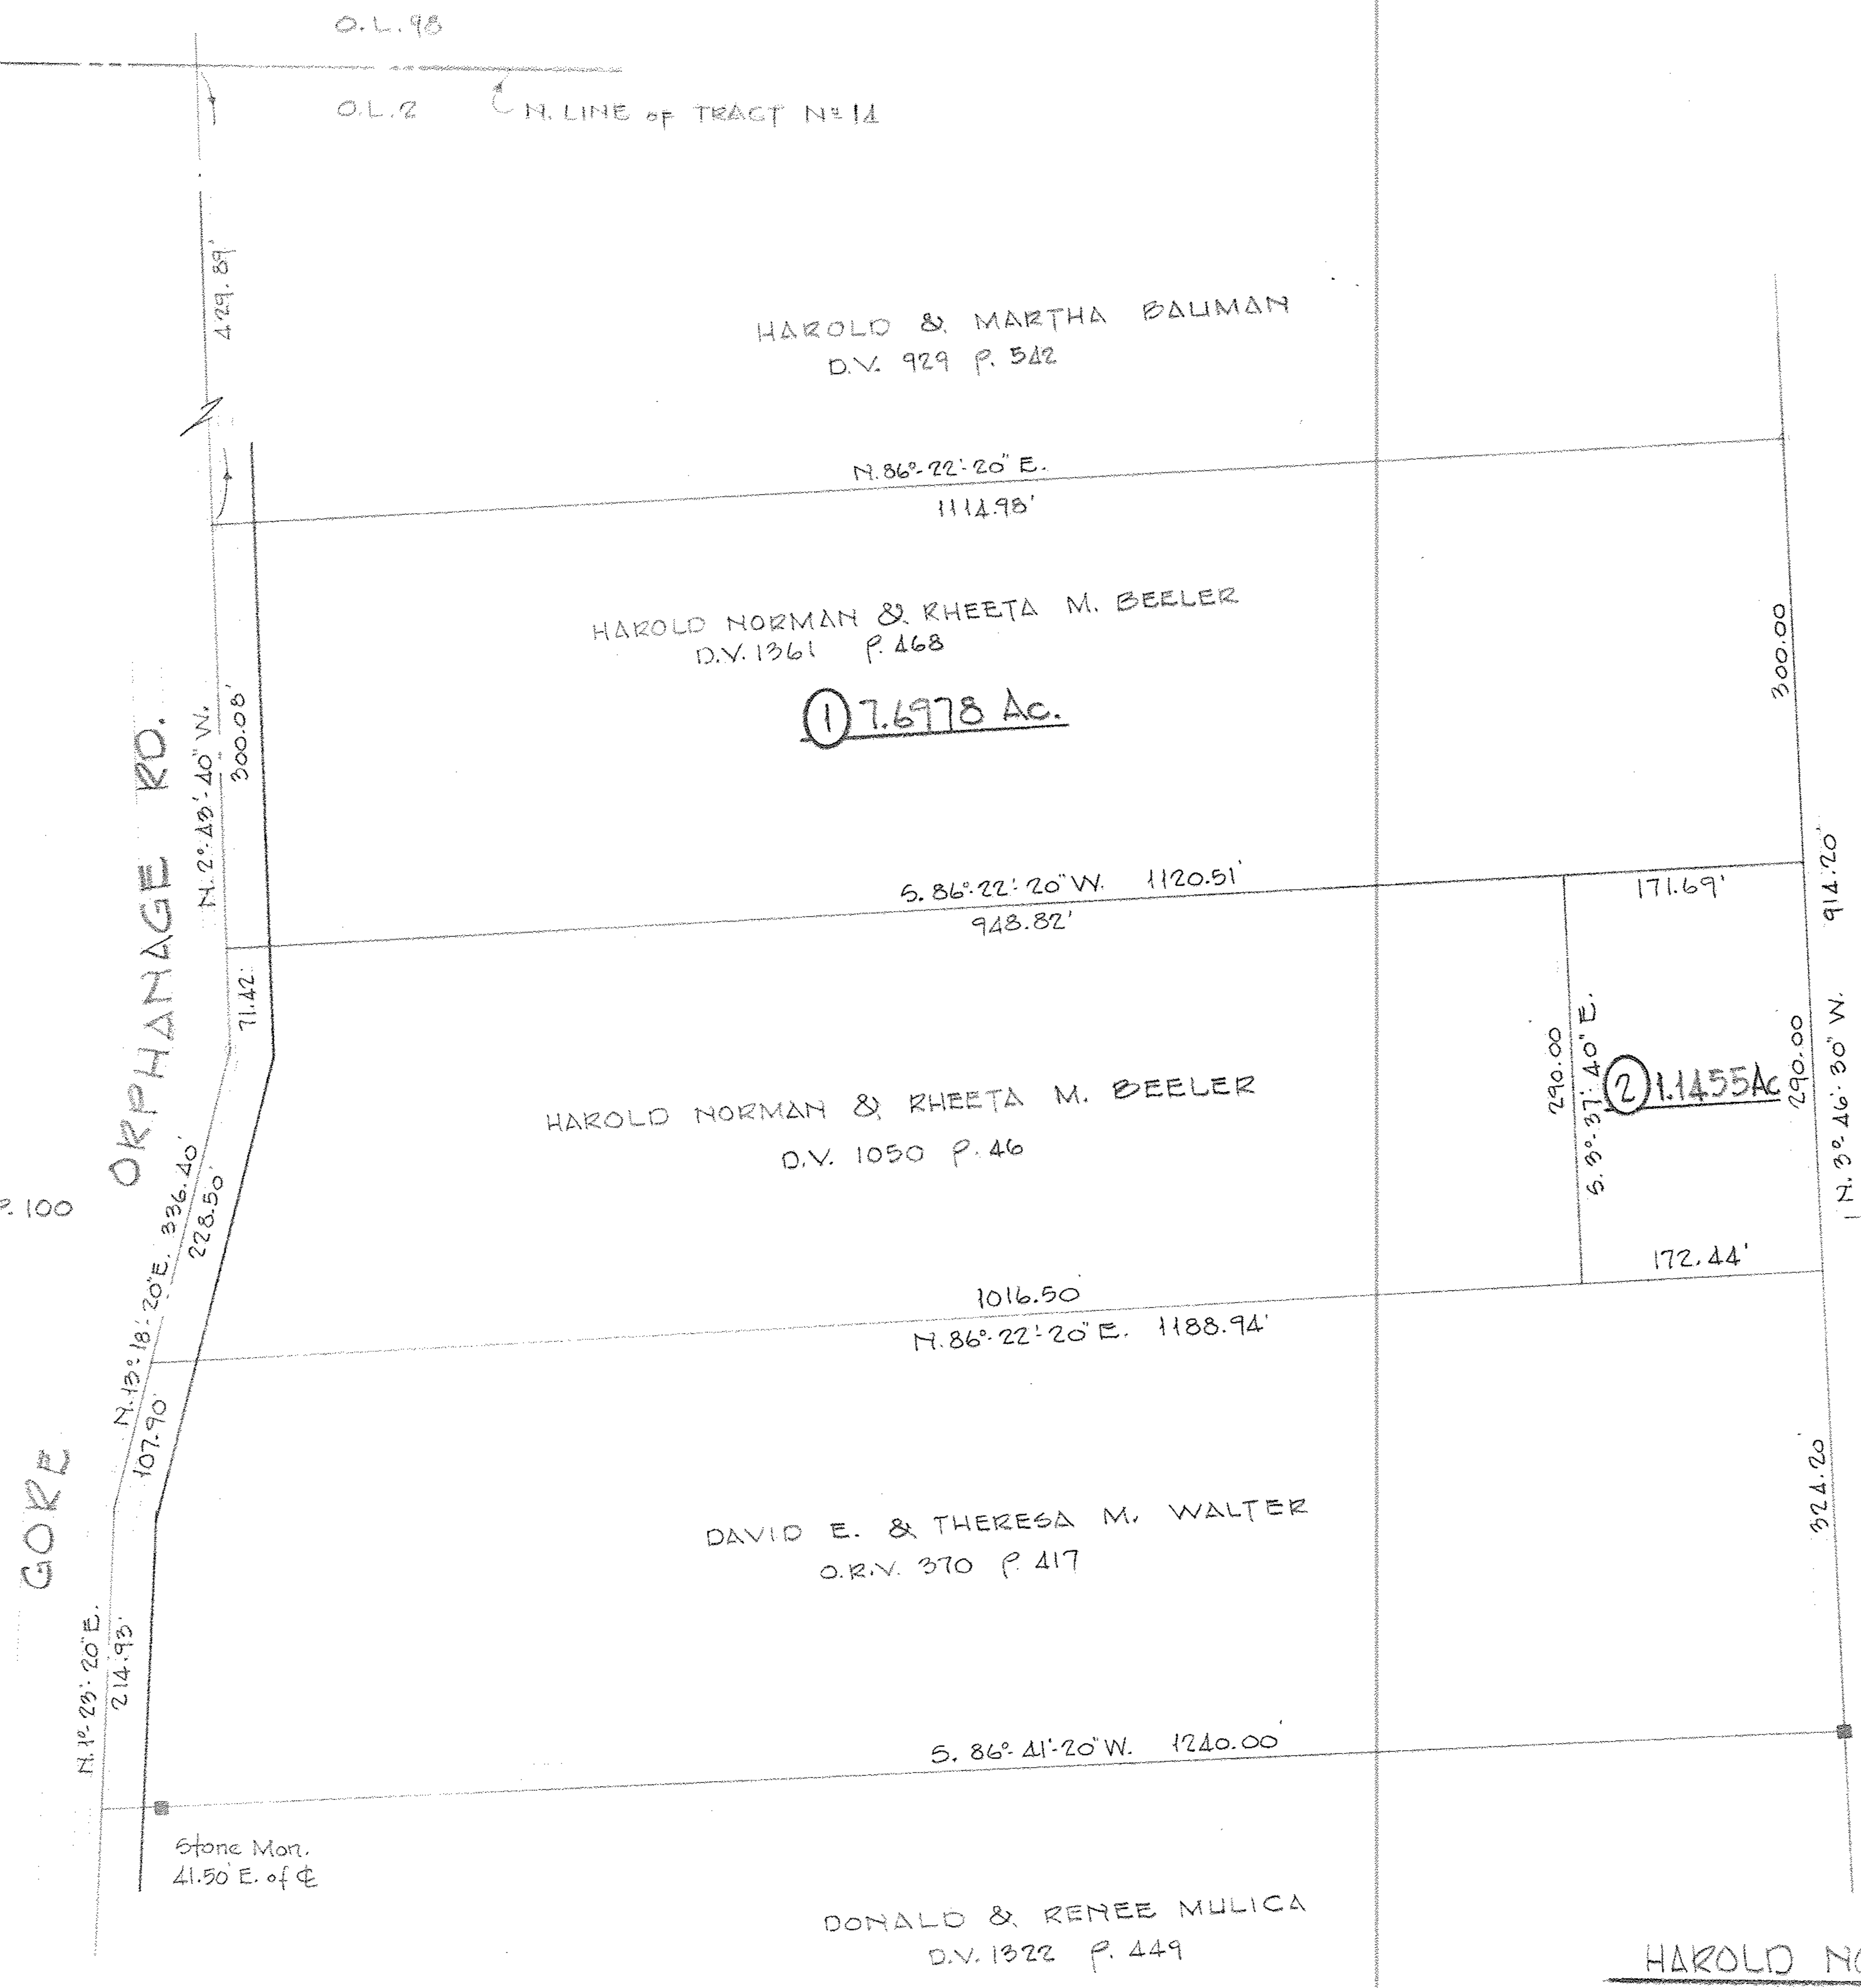 O.L. 98
O.L. 2
N. LINE of TRACT Nº 14
429.89'
HAROLD & MARTHA BAUMAN
D.V. 929 P. 542
N. 86°-22'-20" E.
1114.98'
HAROLD NORMAN & RHEETA M. BEELER
D.V. 1361 P. 468
① 7.6978 Ac.
300.00
N. 2°-43'-40" W.
300.08'
ORPHANAGE RD.
S. 86°-22'-20" W. 1120.51'
948.82'
171.69'
914.20'
N. 3°-46'-30" W.
71.42'
HAROLD NORMAN & RHEETA M. BEELER
D.V. 1050 P. 46
290.00
S. 3°-37'-40" E.
② 1.1455 Ac
290.00
P. 100
N. 13°-18'-20" E. 336.40'
228.50'
172.44'
1016.50'
N. 86°-22'-20" E. 1188.94'
107.90'
GORE
324.20
DAVID E. & THERESA M. WALTER
O.R.V. 370 P. 417
N. 1°-23'-20" E.
214.93'
S. 86°-41'-20" W. 1240.00'
Stone Mon.
41.50' E. of ℄
DONALD & RENEE MULICA
D.V. 1322 P. 449
HAROLD